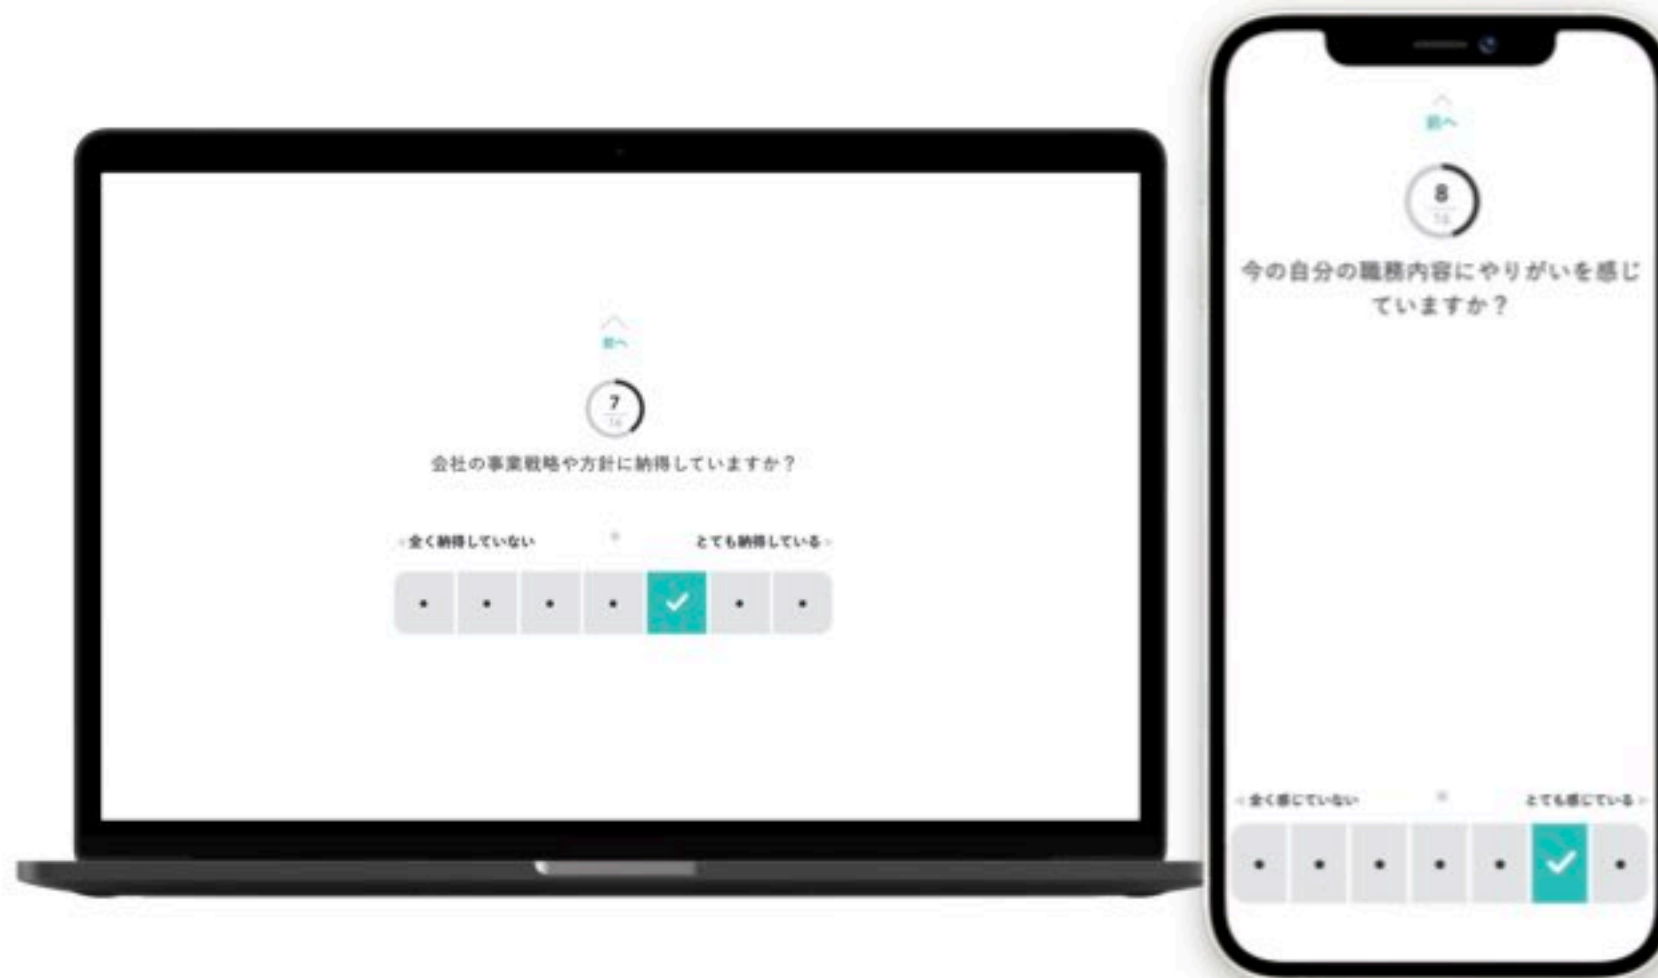 前へ
7
16
会社の事業戦略や方針に納得していますか？
全く納得していない
とても納得している
前へ
8
16
今の自分の職務内容にやりがいを感じ
ていますか？
全く感じていない
とても感じている